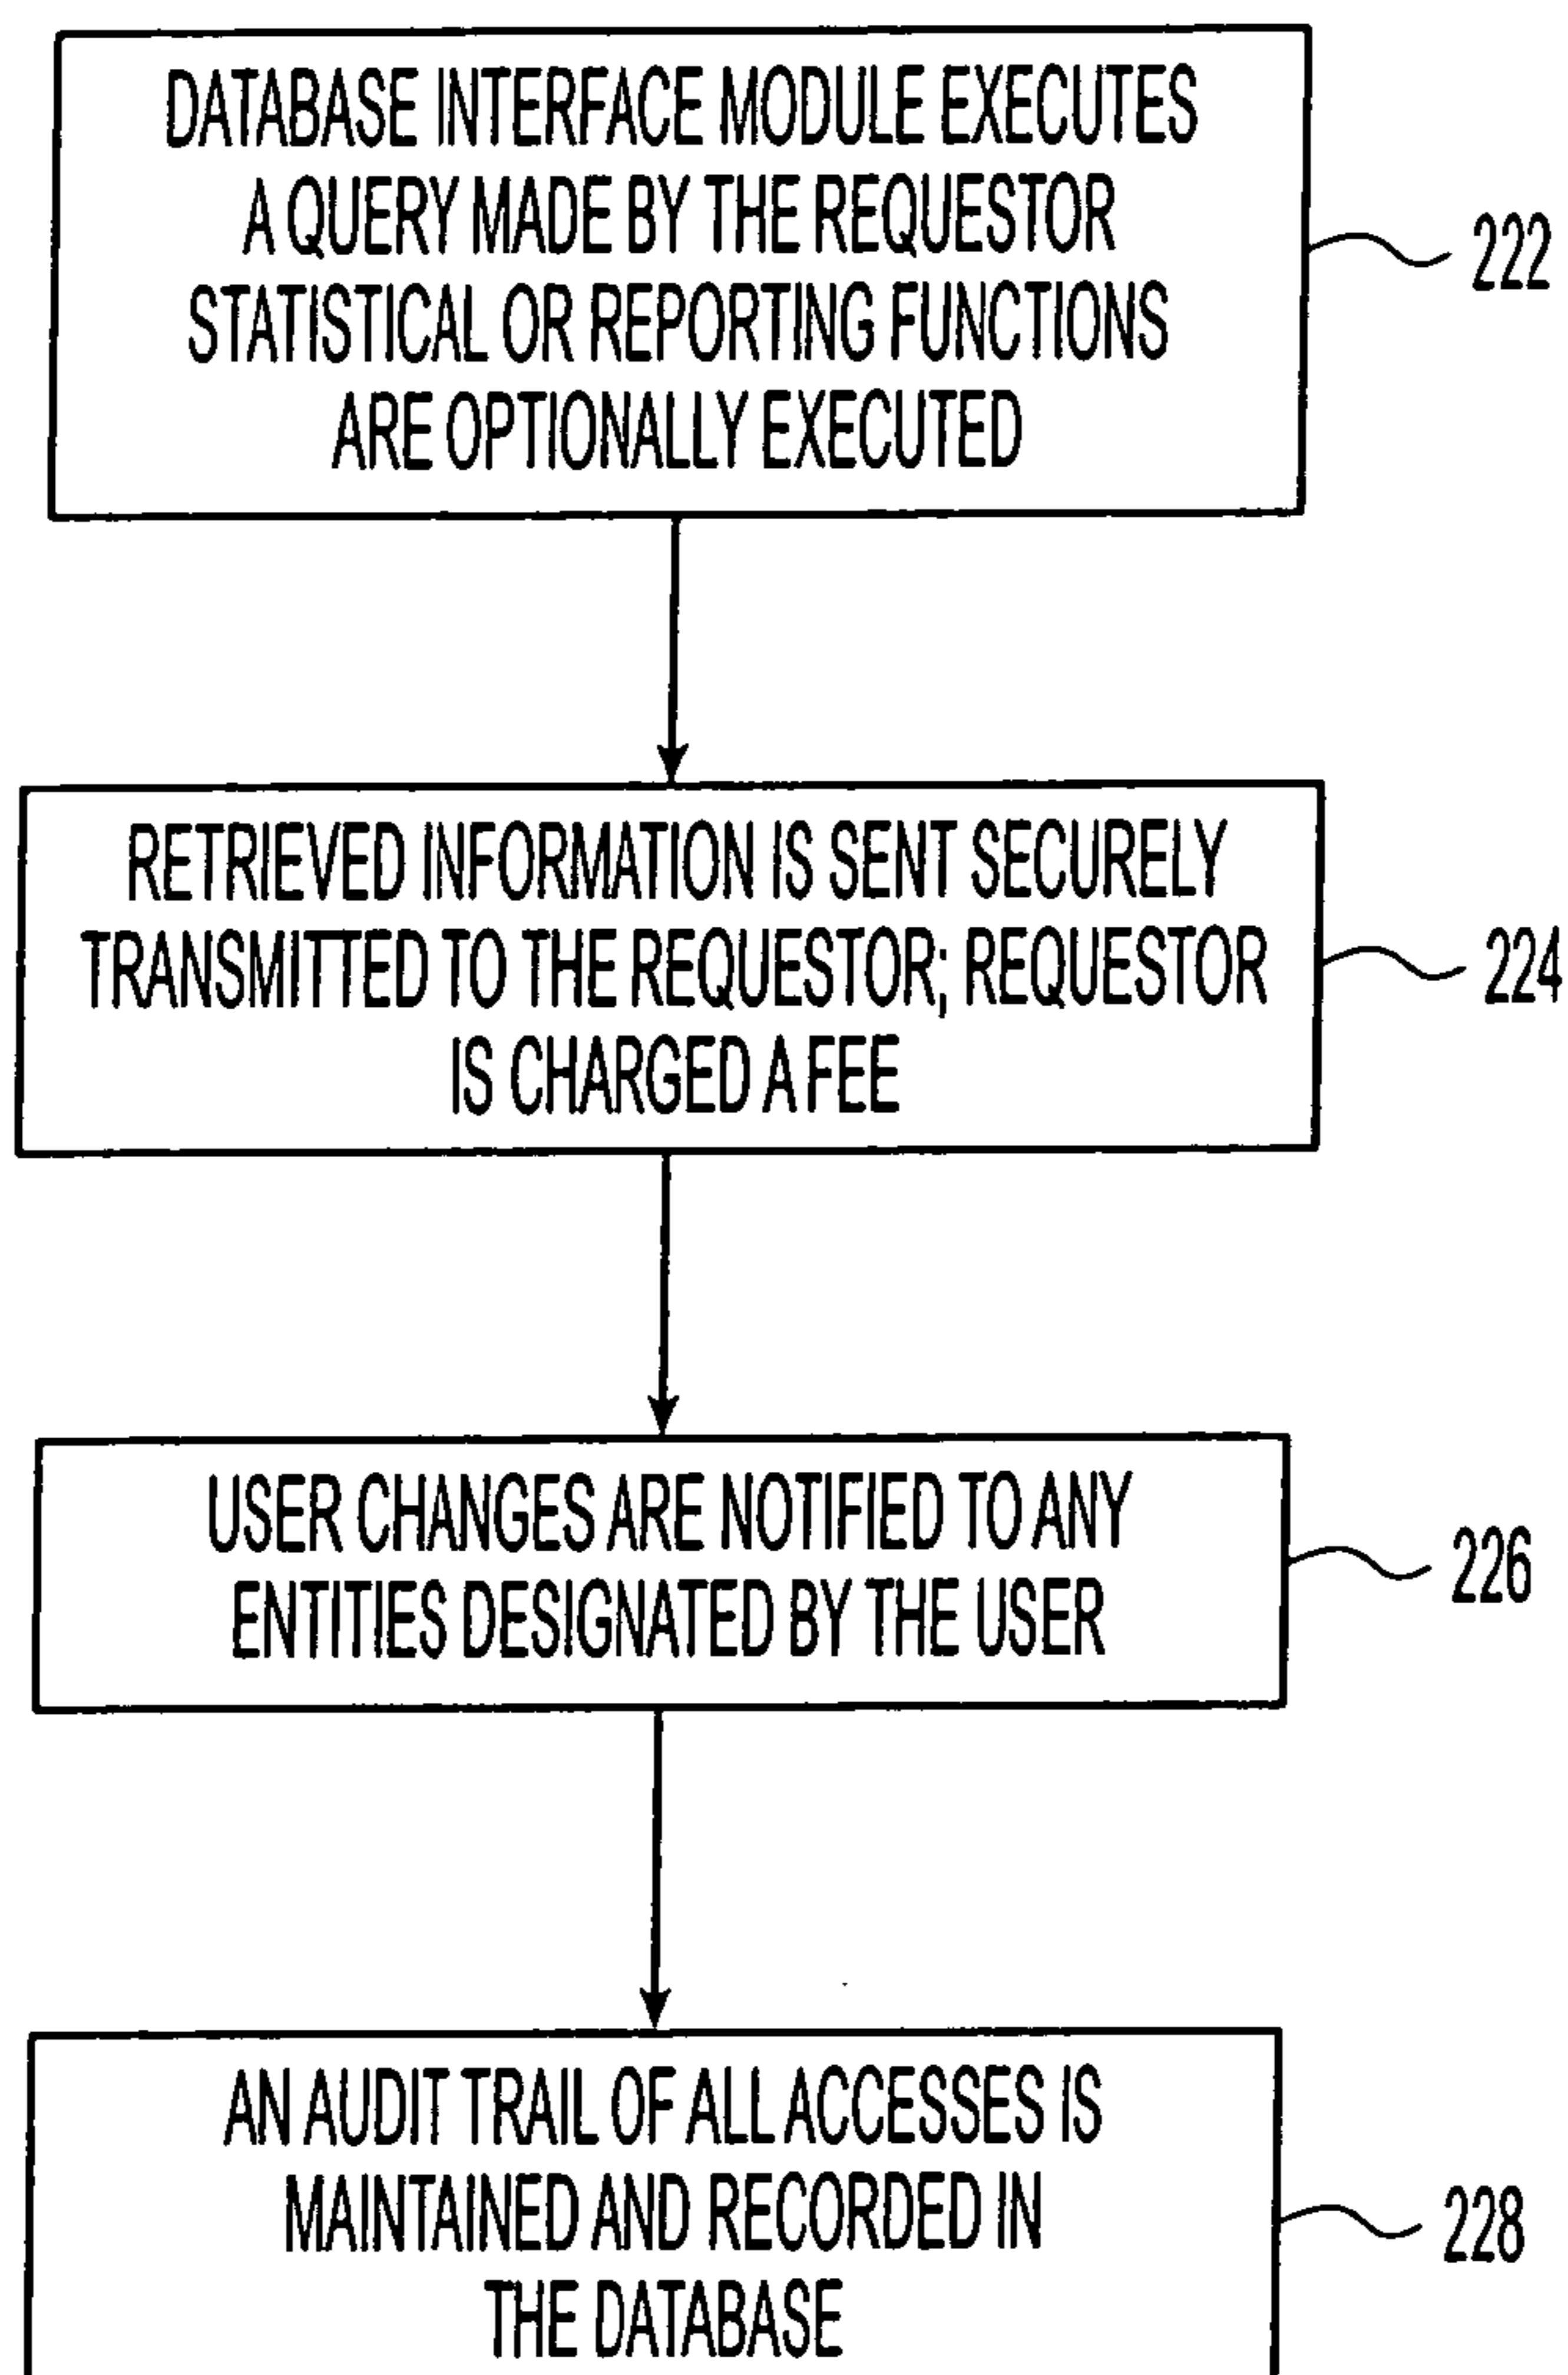 DATABASE INTERFACE MODULE EXECUTES
A QUERY MADE BY THE REQUESTOR
STATISTICAL OR REPORTING FUNCTIONS
ARE OPTIONALLY EXECUTED
222
RETRIEVED INFORMATION IS SENT SECURELY
TRANSMITTED TO THE REQUESTOR; REQUESTOR
IS CHARGED A FEE
224
USER CHANGES ARE NOTIFIED TO ANY
ENTITIES DESIGNATED BY THE USER
226
AN AUDIT TRAIL OF ALL ACCESSES IS
MAINTAINED AND RECORDED IN
THE DATABASE
228